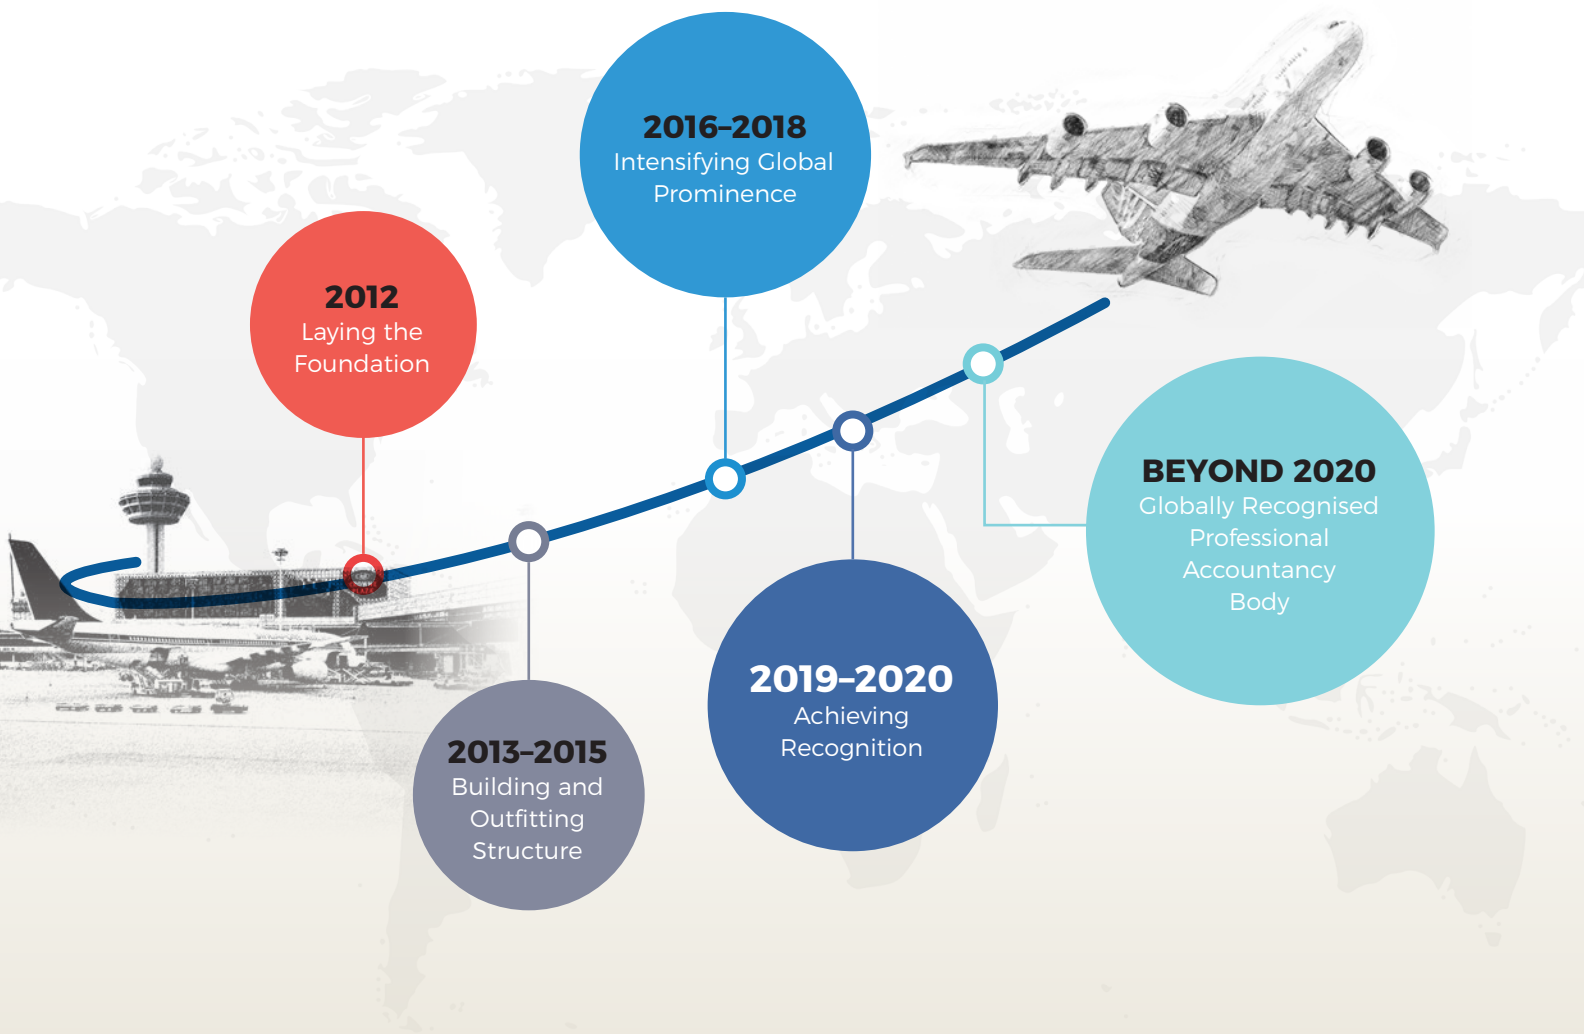 2012
Laying the
Foundation
2013–2015
Building and
Outfitting
Structure
2016–2018
Intensifying Global
Prominence
2019–2020
Achieving
Recognition
BEYOND 2020
Globally Recognised
Professional
Accountancy
Body